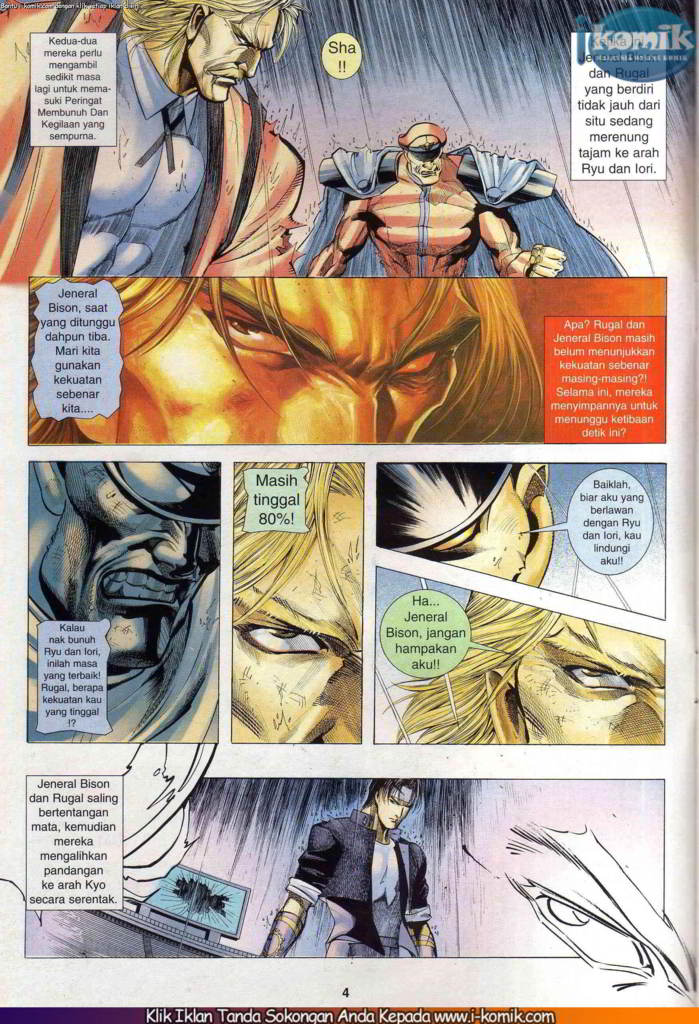 Bantu i-komik.com dengan klik setiap iklan disini
Kedua-dua
mereka perlu
mengambil
sedikit masa
lagi untuk mema-
suki Peringat
Membunuh Dan
Kegilaan yang
sempurna.
Sha
!!
komik
dan Rugal
yang berdiri
tidak jauh dari
situ sedang
merenung
tajam ke arah
Ryu dan Iori.
Jeneral
Bison, saat
yang ditunggu
dahpun tiba.
Mari kita
gunakan
kekuatan
sebenar
kita....
Apa? Rugal dan
Jeneral Bison masih
belum menunjukkan
kekuatan sebenar
masing-masing?!
Selama ini, mereka
menyimpannya untuk
menunggu ketibaan
detik ini?
Kalau
nak bunuh
Ryu dan Iori,
inilah masa
yang terbaik!
Rugal, berapa
kekuatan kau
yang tinggal
!?
Masih
tinggal
80%!
Baiklah,
biar aku yang
berlawan
dengan Ryu
dan Iori, kau
lindungi
aku!!
Ha...
Jeneral
Bison, jangan
hampakan
aku!!
Jeneral Bison
dan Rugal saling
bertentangan
mata, kemudian
mereka
mengalihkan
pandangan
ke arah Kyo
secara serentak.
4
Klik Iklan Tanda Sokongan Anda Kepada www.i-komik.com